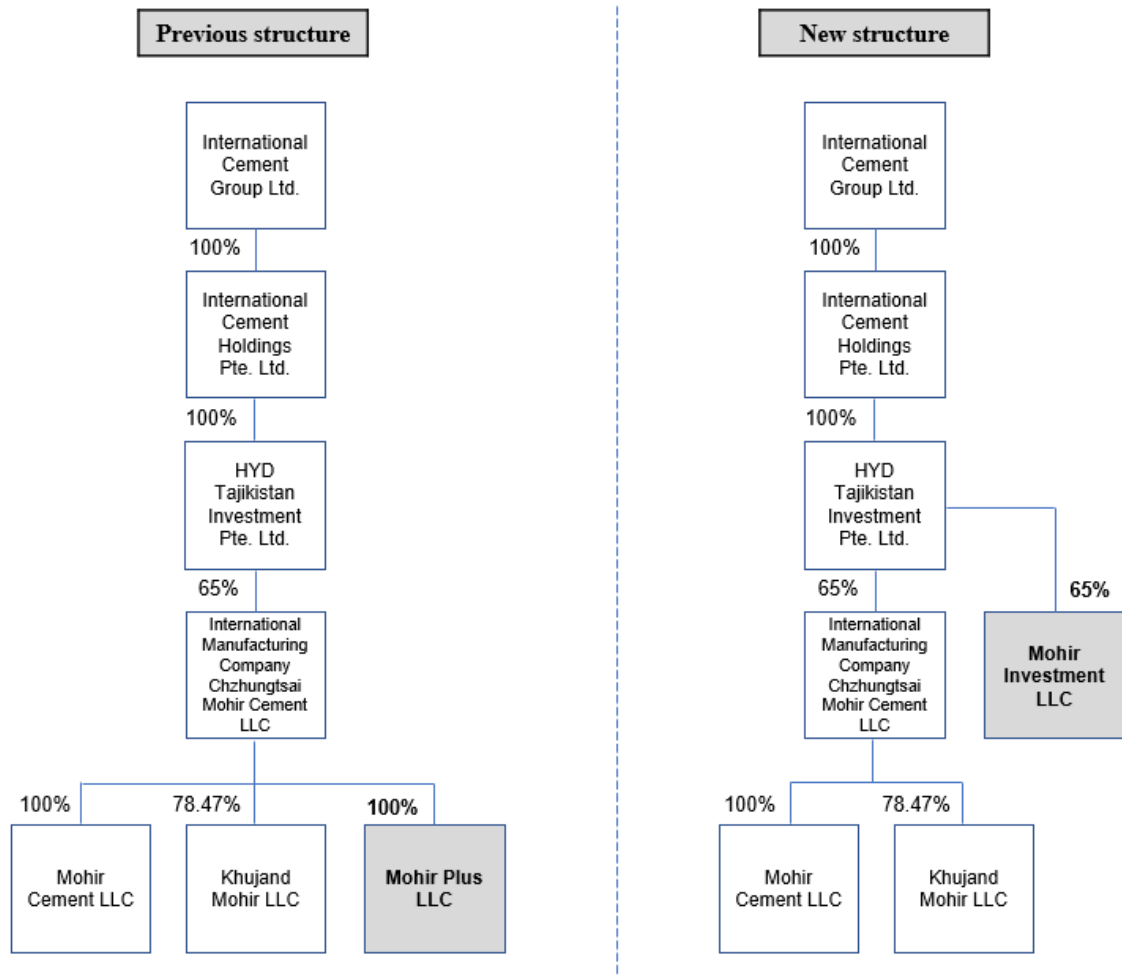 Previous structure
International
Cement
Group Ltd.
100%
International
Cement
Holdings
Pte. Ltd.
100%
HYD
Tajikistan
Investment
Pte. Ltd.
65%
International
Manufacturing
Company
Chzhungtsai
Mohir Cement
LLC
100%
78.47%
100%
Mohir
Cement LLC
Khujand
Mohir LLC
Mohir Plus
LLC
New structure
International
Cement
Group Ltd.
100%
International
Cement
Holdings
Pte. Ltd.
100%
HYD
Tajikistan
Investment
Pte. Ltd.
65%
65%
International
Manufacturing
Company
Chzhungtsai
Mohir Cement
LLC
Mohir
Investment
LLC
100%
78.47%
Mohir
Cement LLC
Khujand
Mohir LLC